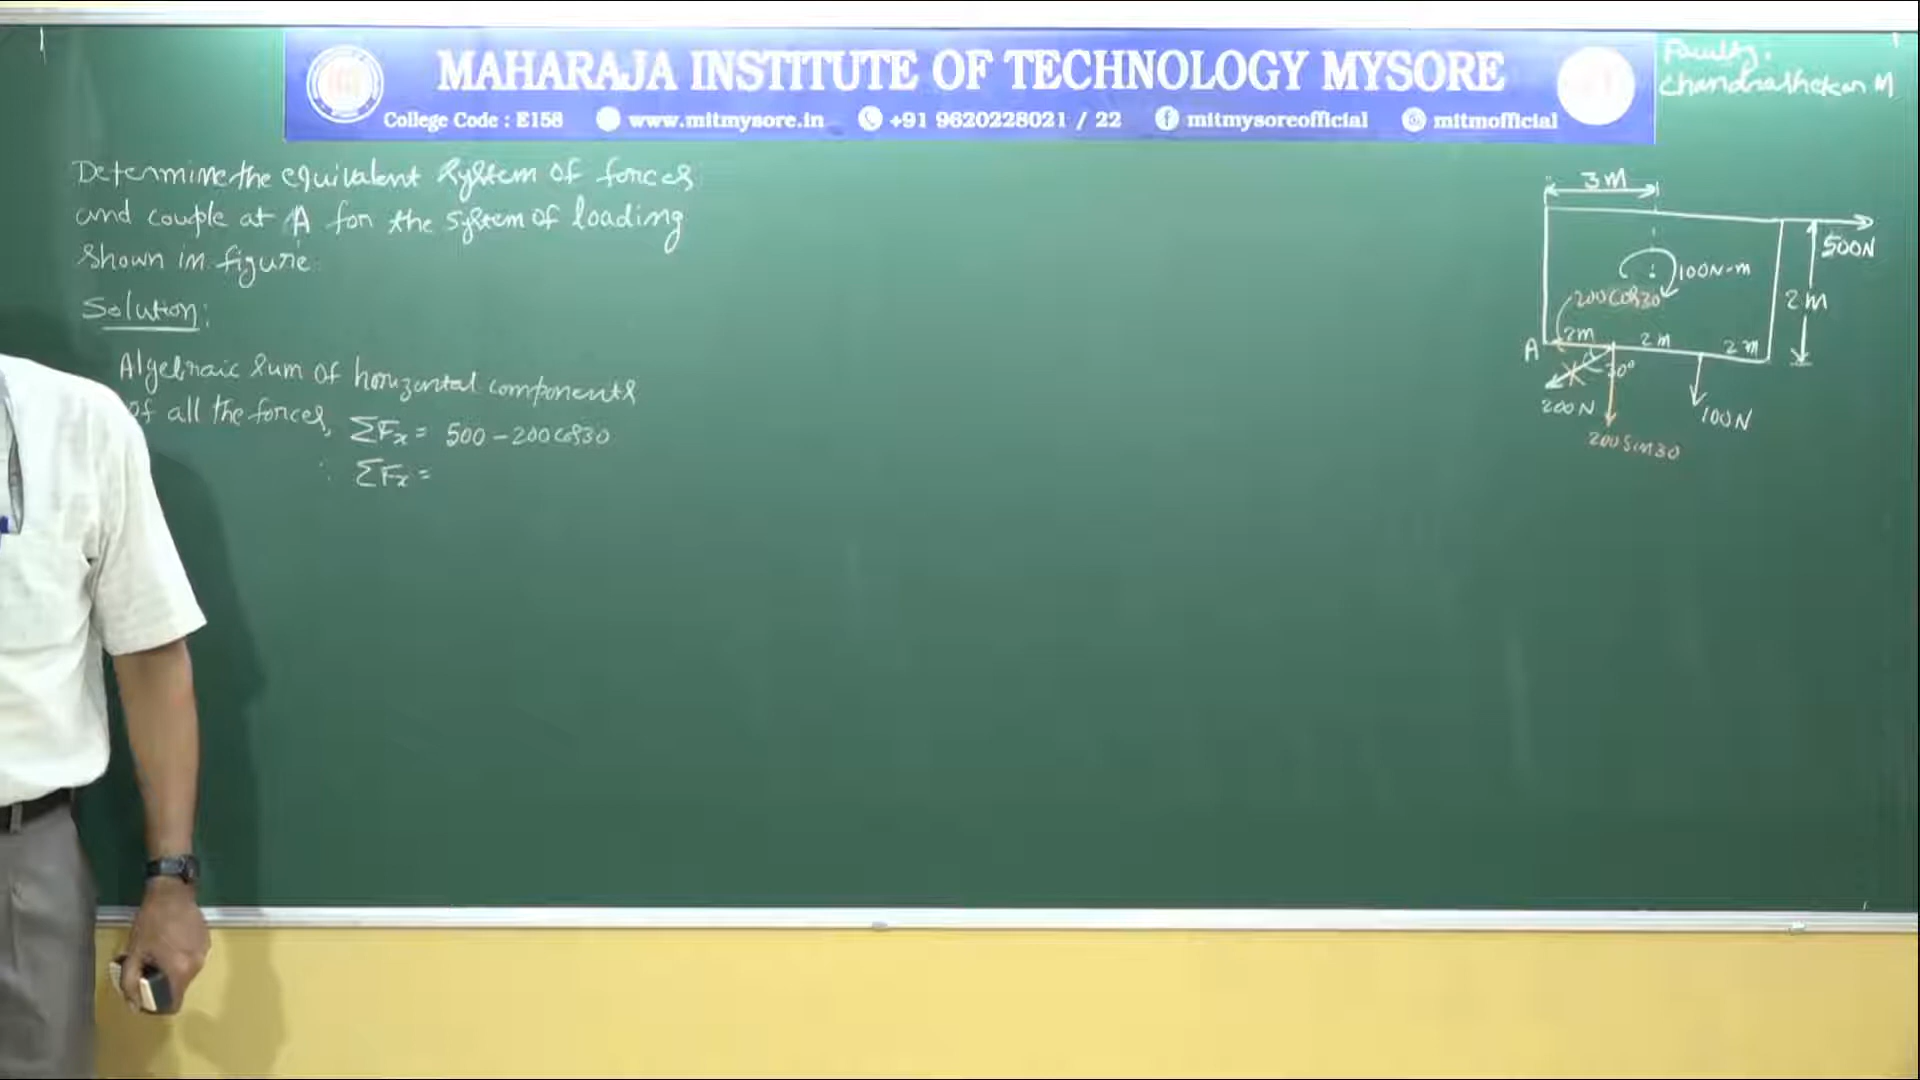 MAHARAJA INSTITUTE OF TECHNOLOGY MYSORE
College Code : E158 www.mitmysore.in +91 9620228021 / 22 mitmysoreofficial mitmofficial
Faculty:
Chandrashekar M
Determine the equivalent system of forces
and couple at A for the system of loading
shown in figure.
Solution:
Algebraic sum of horizontal components
of all the forces, ΣFx = 500 - 200cos30
∴ ΣFx =
3m
500N
100N-m
2m
200cos30
A
2m
2m
2m
30°
200N
100N
200sin30